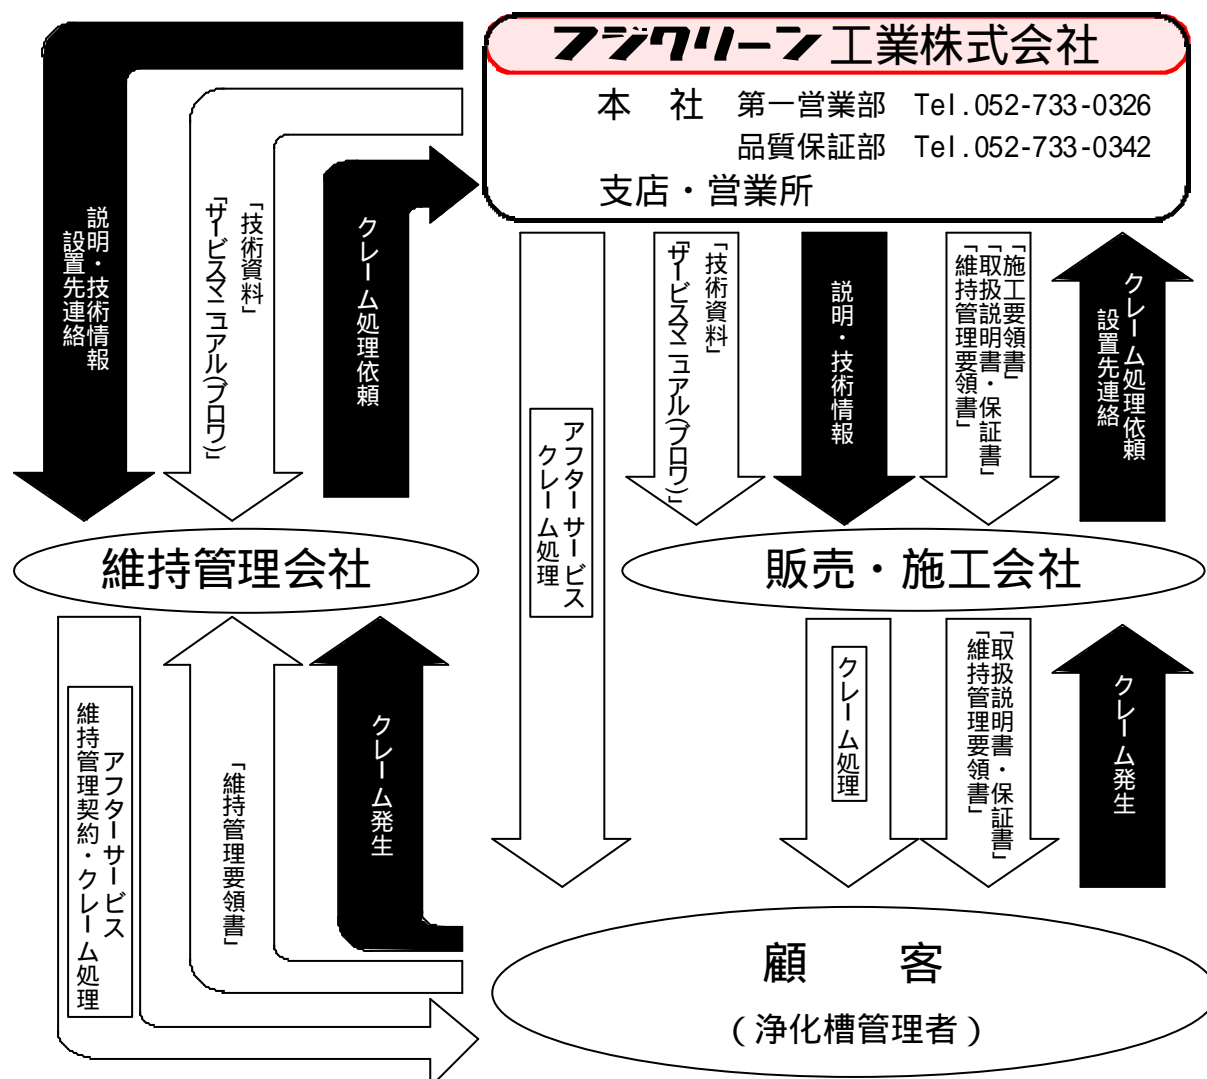 フジクリーン工業株式会社
本　社　第一営業部　Tel.052-733-0326
品質保証部　Tel.052-733-0342
支店・営業所
説明・技術情報
設置先連絡
「技術資料」
「サービスマニュアル(ブロワ)」
クレーム処理依頼
アフターサービス
クレーム処理
「技術資料」
「サービスマニュアル(ブロワ)」
説明・技術情報
「施工要領書」
「取扱説明書・保証書」
「維持管理要領書」
クレーム処理依頼
設置先連絡
維持管理会社
販売・施工会社
アフターサービス
維持管理契約・クレーム処理
「維持管理要領書」
クレーム発生
クレーム処理
「取扱説明書・保証書」
「維持管理要領書」
クレーム発生
顧　客
(浄化槽管理者)